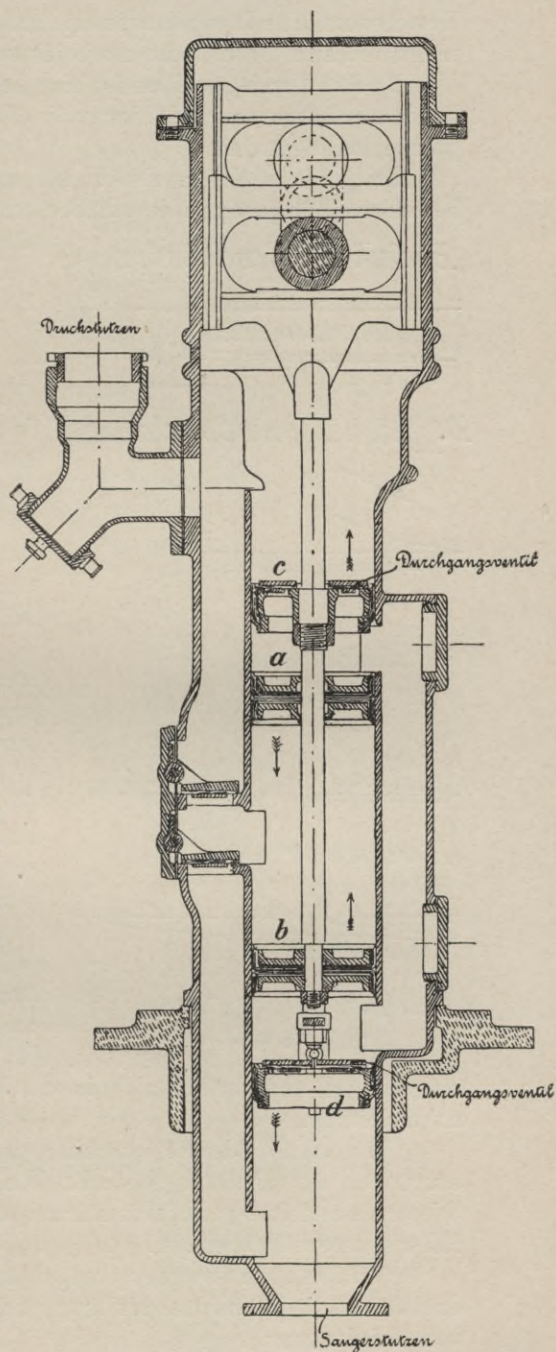 Druckstutzen
c
Durchgangsventil
a
b
Durchgangsventil
d
Saugerstutzen